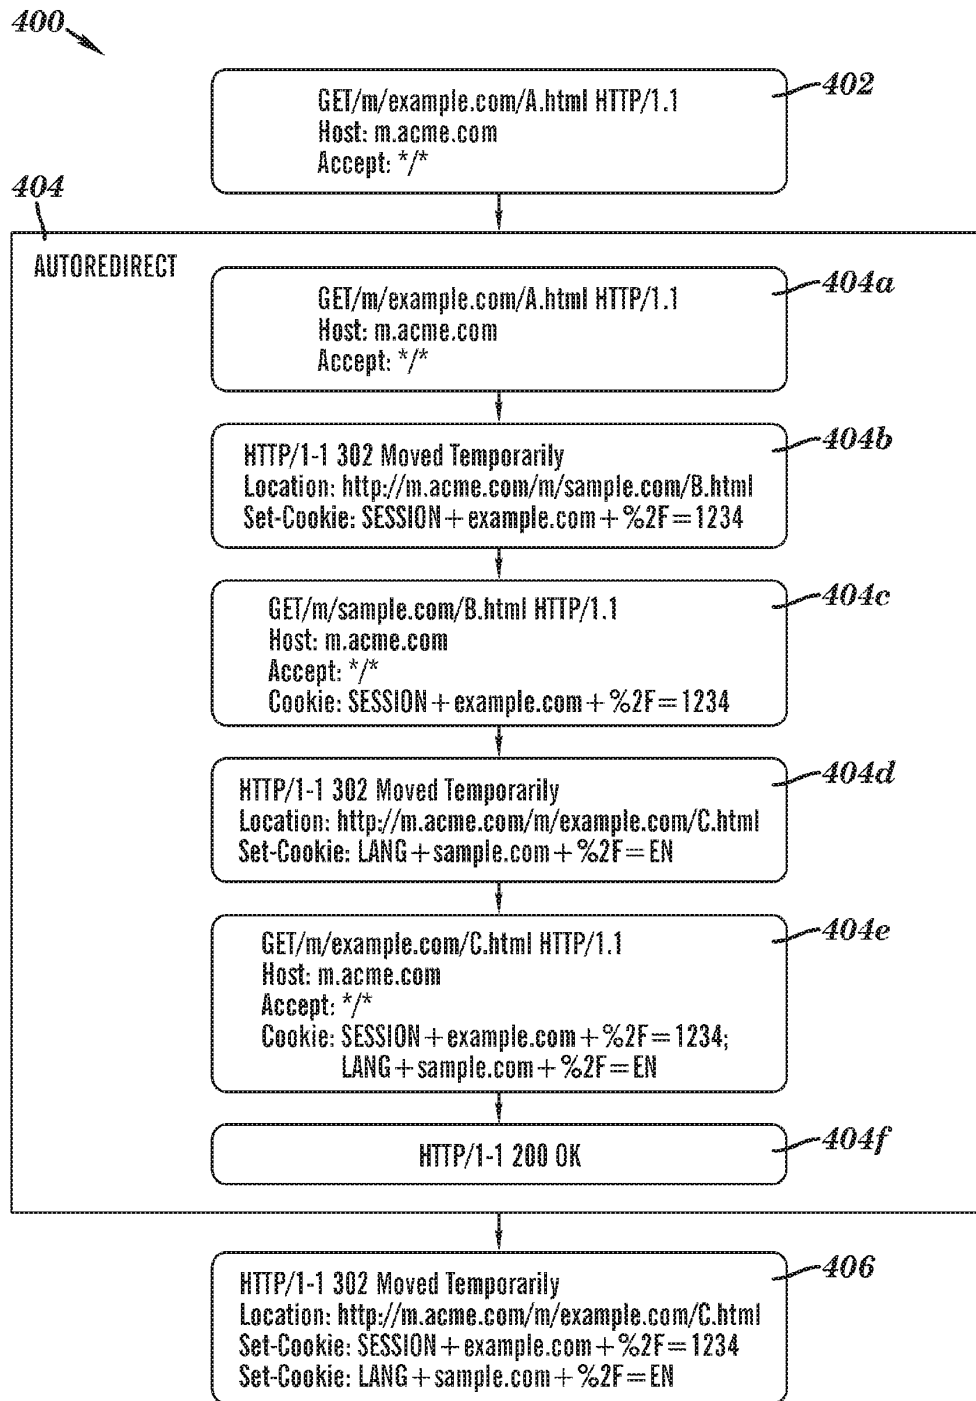 400
402
GET/m/example.com/A.html HTTP/1.1
Host: m.acme.com
Accept: */*
404
AUTOREDIRECT
404a
GET/m/example.com/A.html HTTP/1.1
Host: m.acme.com
Accept: */*
404b
HTTP/1-1 302 Moved Temporarily
Location: http://m.acme.com/m/sample.com/B.html
Set-Cookie: SESSION+example.com+%2F=1234
404c
GET/m/sample.com/B.html HTTP/1.1
Host: m.acme.com
Accept: */*
Cookie: SESSION+example.com+%2F=1234
404d
HTTP/1-1 302 Moved Temporarily
Location: http://m.acme.com/m/example.com/C.html
Set-Cookie: LANG+sample.com+%2F=EN
404e
GET/m/example.com/C.html HTTP/1.1
Host: m.acme.com
Accept: */*
Cookie: SESSION+example.com+%2F=1234;
LANG+sample.com+%2F=EN
404f
HTTP/1-1 200 OK
406
HTTP/1-1 302 Moved Temporarily
Location: http://m.acme.com/m/example.com/C.html
Set-Cookie: SESSION+example.com+%2F=1234
Set-Cookie: LANG+sample.com+%2F=EN